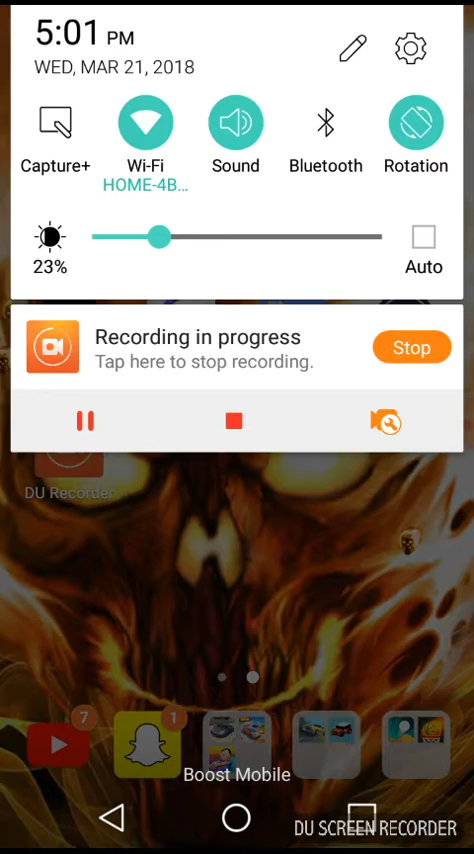 5:01 PM
WED, MAR 21, 2018
Capture+ Wi-Fi Sound Bluetooth Rotation
HOME-4B...
23% Auto
Recording in progress
Tap here to stop recording.
Stop
DU Recorder
7 1
Boost Mobile
DU SCREEN RECORDER